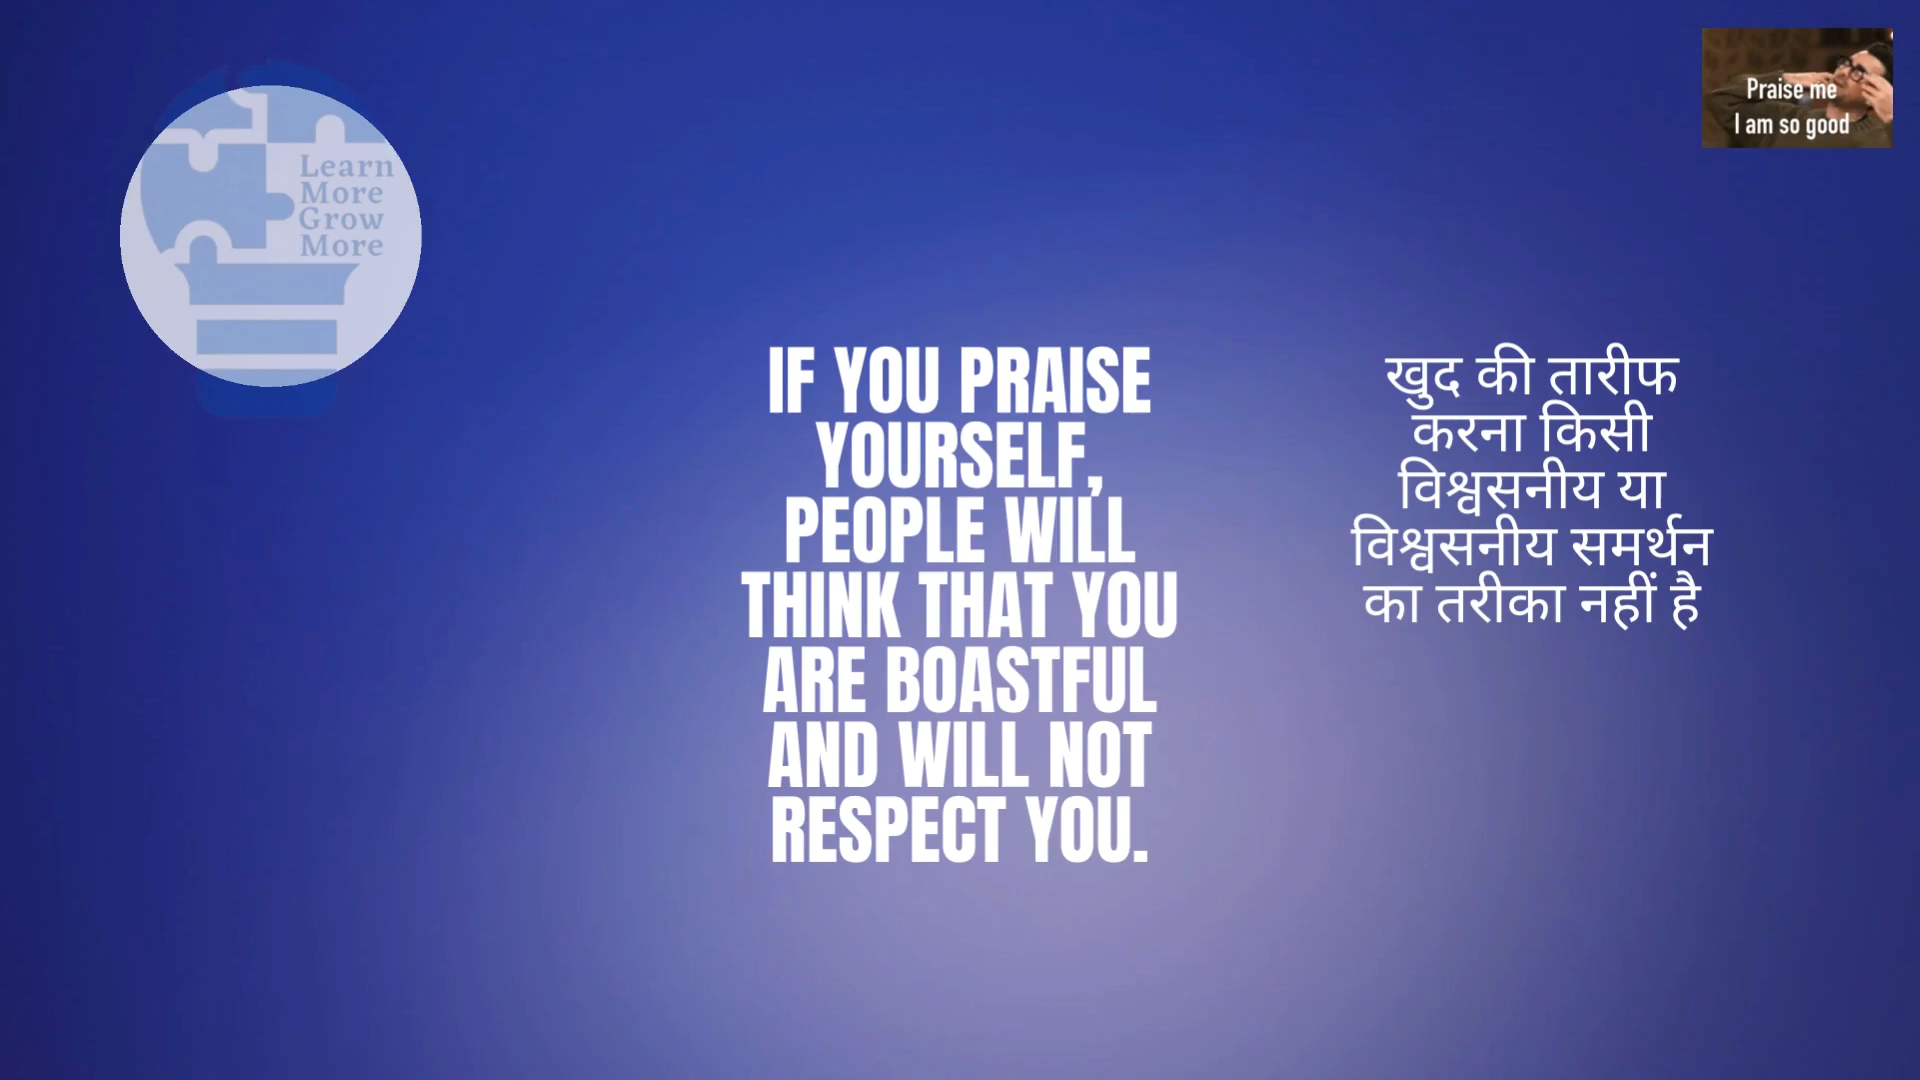 Learn
More
Grow
More
Praise me
I am so good
IF YOU PRAISE
YOURSELF,
PEOPLE WILL
THINK THAT YOU
ARE BOASTFUL
AND WILL NOT
RESPECT YOU.
खुद की तारीफ
करना किसी
विश्वसनीय या
विश्वसनीय समर्थन
का तरीका नहीं है